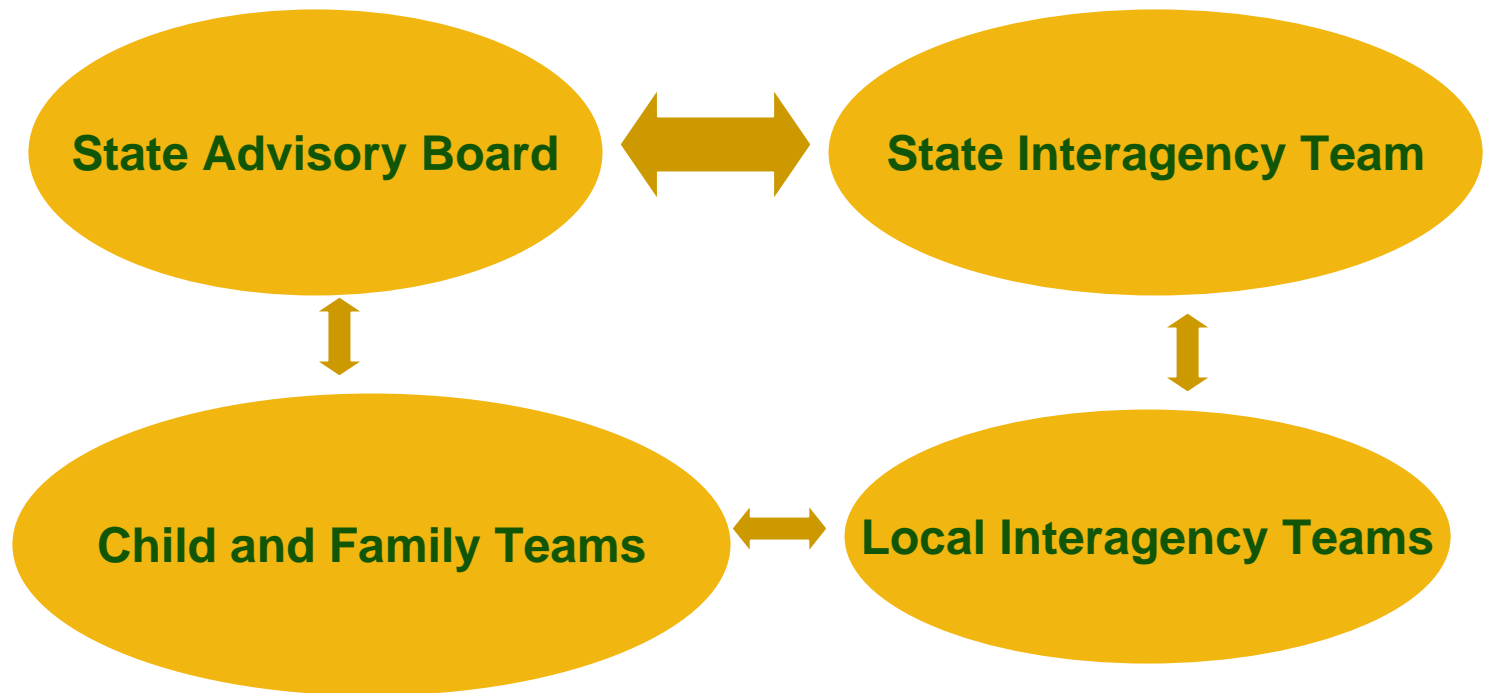 State Advisory Board
State Interagency Team
Child and Family Teams
Local Interagency Teams